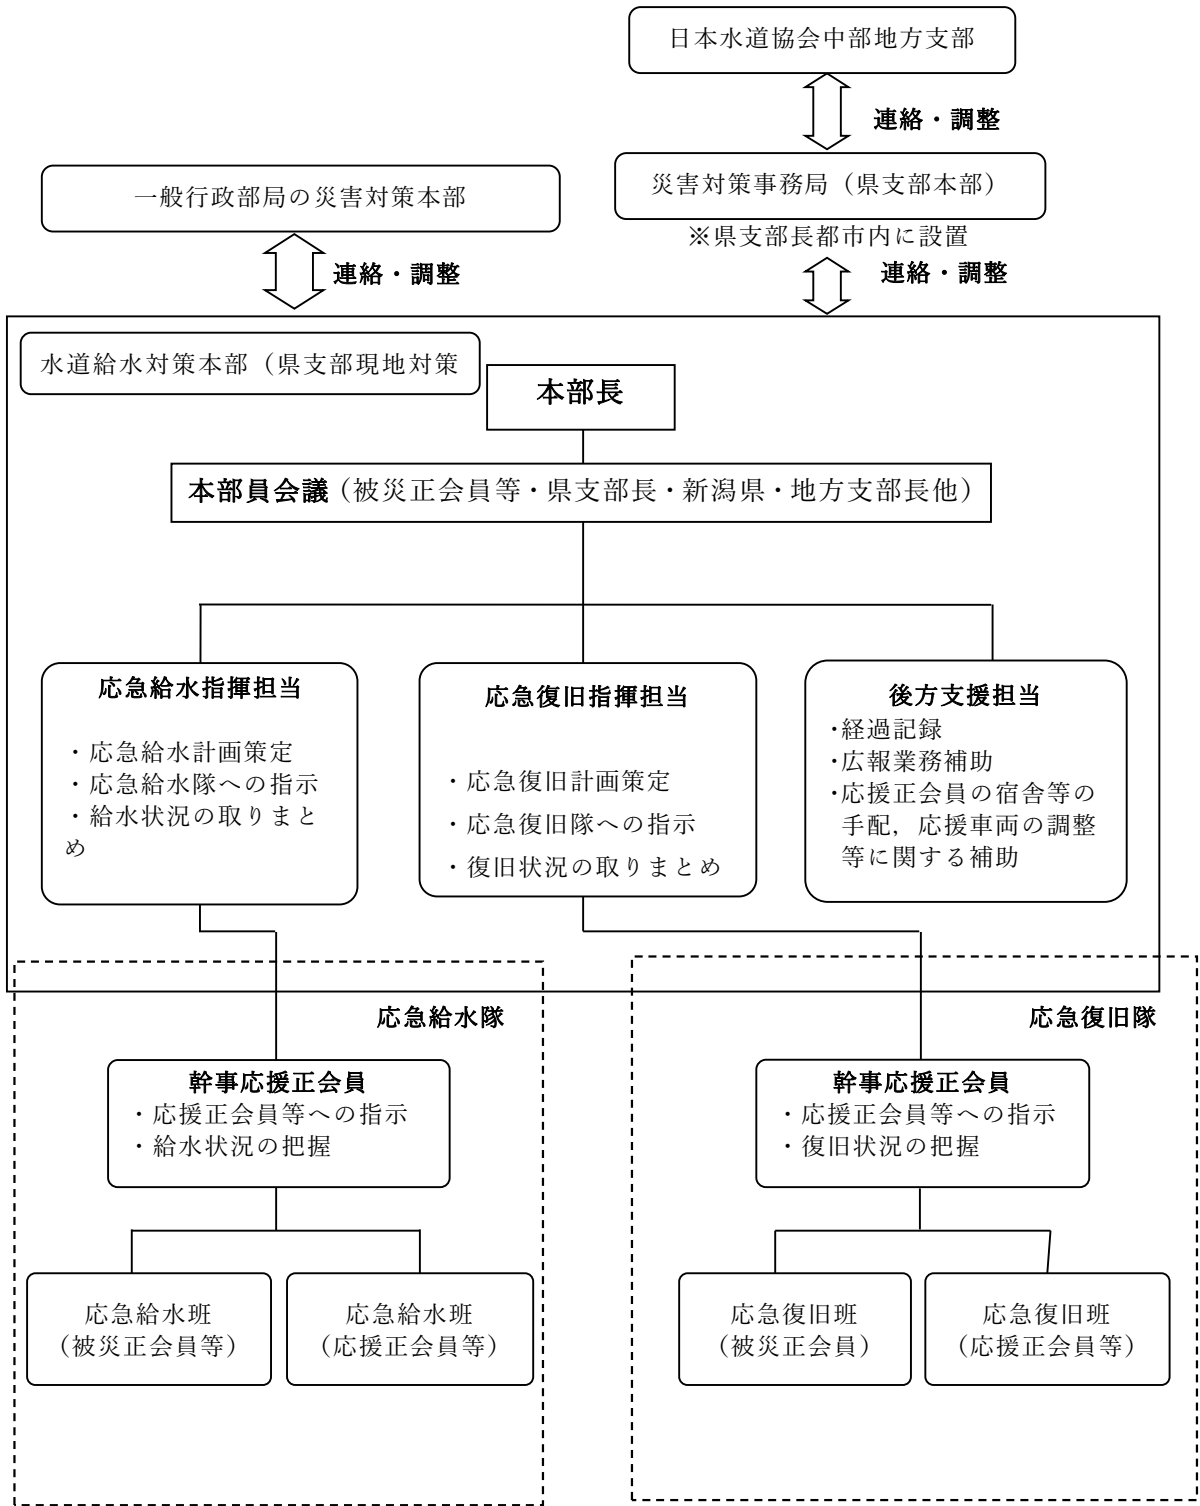 日本水道協会中部地方支部
連絡・調整
一般行政部局の災害対策本部
災害対策事務局（県支部本部）
※県支部長都市内に設置
連絡・調整
連絡・調整
水道給水対策本部（県支部現地対策
本部長
本部員会議（被災正会員等・県支部長・新潟県・地方支部長他）
応急給水指揮担当
・応急給水計画策定
・応急給水隊への指示
・給水状況の取りまと
め
応急復旧指揮担当
・応急復旧計画策定
・応急復旧隊への指示
・復旧状況の取りまとめ
後方支援担当
・経過記録
・広報業務補助
・応援正会員の宿舎等の
手配，応援車両の調整
等に関する補助
応急給水隊
幹事応援正会員
・応援正会員等への指示
・給水状況の把握
応急給水班
（被災正会員等）
応急給水班
（応援正会員等）
応急復旧隊
幹事応援正会員
・応援正会員等への指示
・復旧状況の把握
応急復旧班
（被災正会員）
応急復旧班
（応援正会員等）